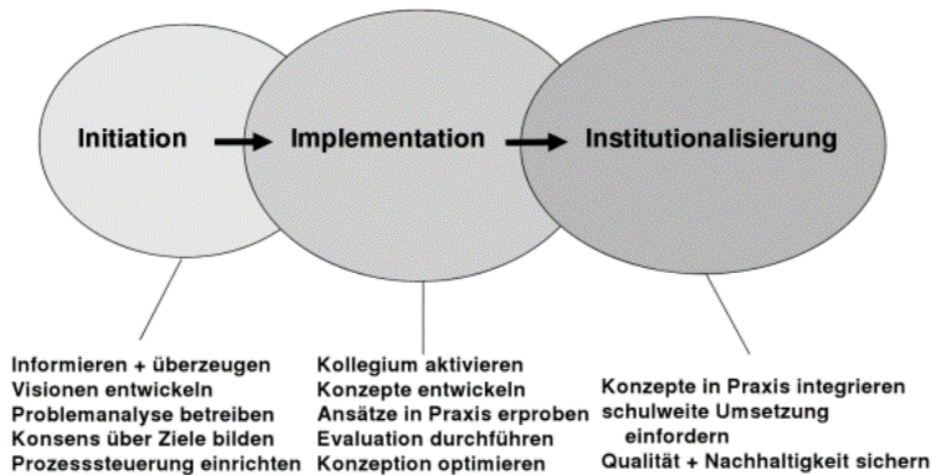 Initiation
Implementation
Institutionalisierung
Informieren + überzeugen
Visionen entwickeln
Problemanalyse betreiben
Konsens über Ziele bilden
Prozesssteuerung einrichten
Kollegium aktivieren
Konzepte entwickeln
Ansätze in Praxis erproben
Evaluation durchführen
Konzeption optimieren
Konzepte in Praxis integrieren
schulweite Umsetzung
einfordern
Qualität + Nachhaltigkeit sichern